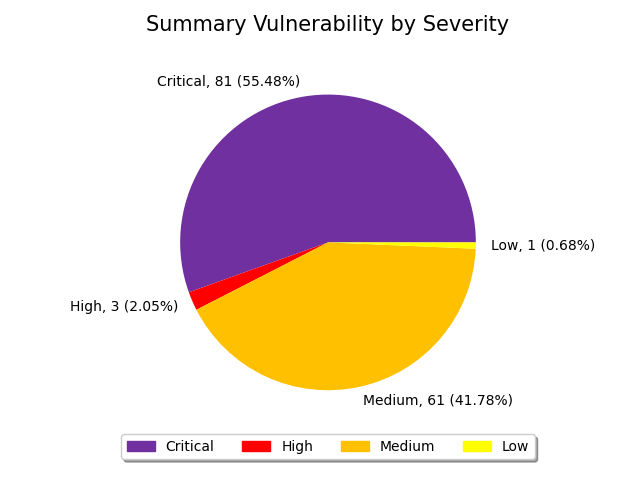 Summary Vulnerability by Severity
Critical, 81 (55.48%)
Low, 1 (0.68%)
High, 3 (2.05%)
Medium, 61 (41.78%)
Critical High Medium Low